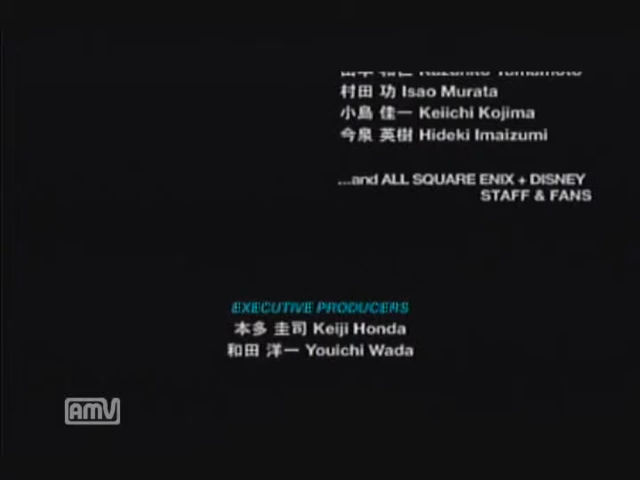 村田 功 Isao Murata
小島 佳一 Keiichi Kojima
今泉 英樹 Hideki Imaizumi
...and ALL SQUARE ENIX + DISNEY
STAFF & FANS
EXECUTIVE PRODUCERS
本多 圭司 Keiji Honda
和田 洋一 Youichi Wada
AMV